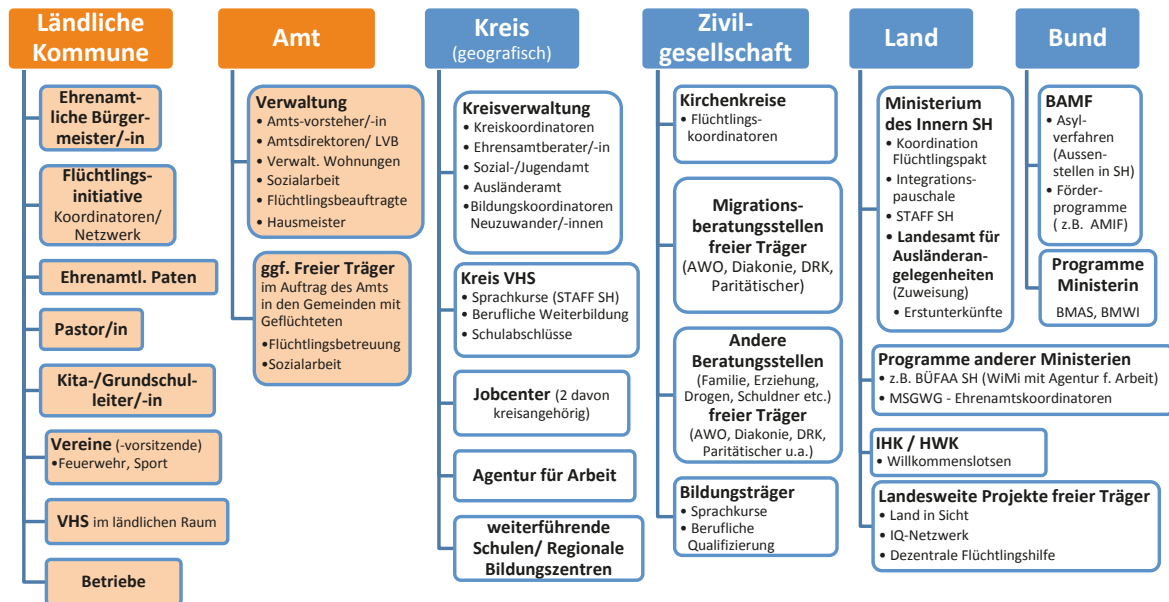 Ländliche
Kommune
Ehrenamt-
liche Bürger-
meister/-in
Flüchtlings-
initiative
Koordinatoren/
Netzwerk
Ehrenamtl. Paten
Pastor/in
Kita-/Grundschul-
leiter/-in
Vereine (-vorsitzende)
•Feuerwehr, Sport
VHS im ländlichen Raum
Betriebe
Amt
Verwaltung
• Amts-vorsteher/-in
• Amtsdirektoren/ LVB
• Verwalt. Wohnungen
• Sozialarbeit
• Flüchtlingsbeauftragte
• Hausmeister
ggf. Freier Träger
im Auftrag des Amts
in den Gemeinden mit
Geflüchteten
•Flüchtlingsbetreuung
•Sozialarbeit
Kreis
(geografisch)
Kreisverwaltung
• Kreiskoordinatoren
• Ehrensamtberater/-in
• Sozial-/Jugendamt
• Ausländeramt
•Bildungskoordinatoren
Neuzuwander/-innen
Kreis VHS
• Sprachkurse (STAFF SH)
• Berufliche Weiterbildung
• Schulabschlüsse
Jobcenter (2 davon
kreisangehörig)
Agentur für Arbeit
weiterführende
Schulen/ Regionale
Bildungszentren
Zivil-
gesellschaft
Kirchenkreise
• Flüchtlings-
koordinatoren
Migrations-
beratungsstellen
freier Träger
(AWO, Diakonie, DRK,
Paritätischer)
Andere
Beratungsstellen
(Familie, Erziehung,
Drogen, Schuldner etc.)
freier Träger
(AWO, Diakonie, DRK,
Paritätischer u.a.)
Bildungsträger
• Sprachkurse
• Berufliche
Qualifizierung
Land
Ministerium
des Innern SH
• Koordination
Flüchtlingspakt
• Integrations-
pauschale
• STAFF SH
• Landesamt für
Ausländeran-
gelegenheiten
(Zuweisung)
• Erstunterkünfte
Programme anderer Ministerien
• z.B. BÜFAA SH (WiMi mit Agentur f. Arbeit)
• MSGWG - Ehrenamtskoordinatoren
IHK / HWK
• Willkommenslotsen
Landesweite Projekte freier Träger
• Land in Sicht
• IQ-Netzwerk
• Dezentrale Flüchtlingshilfe
Bund
BAMF
• Asyl-
verfahren
(Aussen-
stellen in SH)
• Förder-
programme
( z.B. AMIF)
Programme
Ministerin
BMAS, BMWI